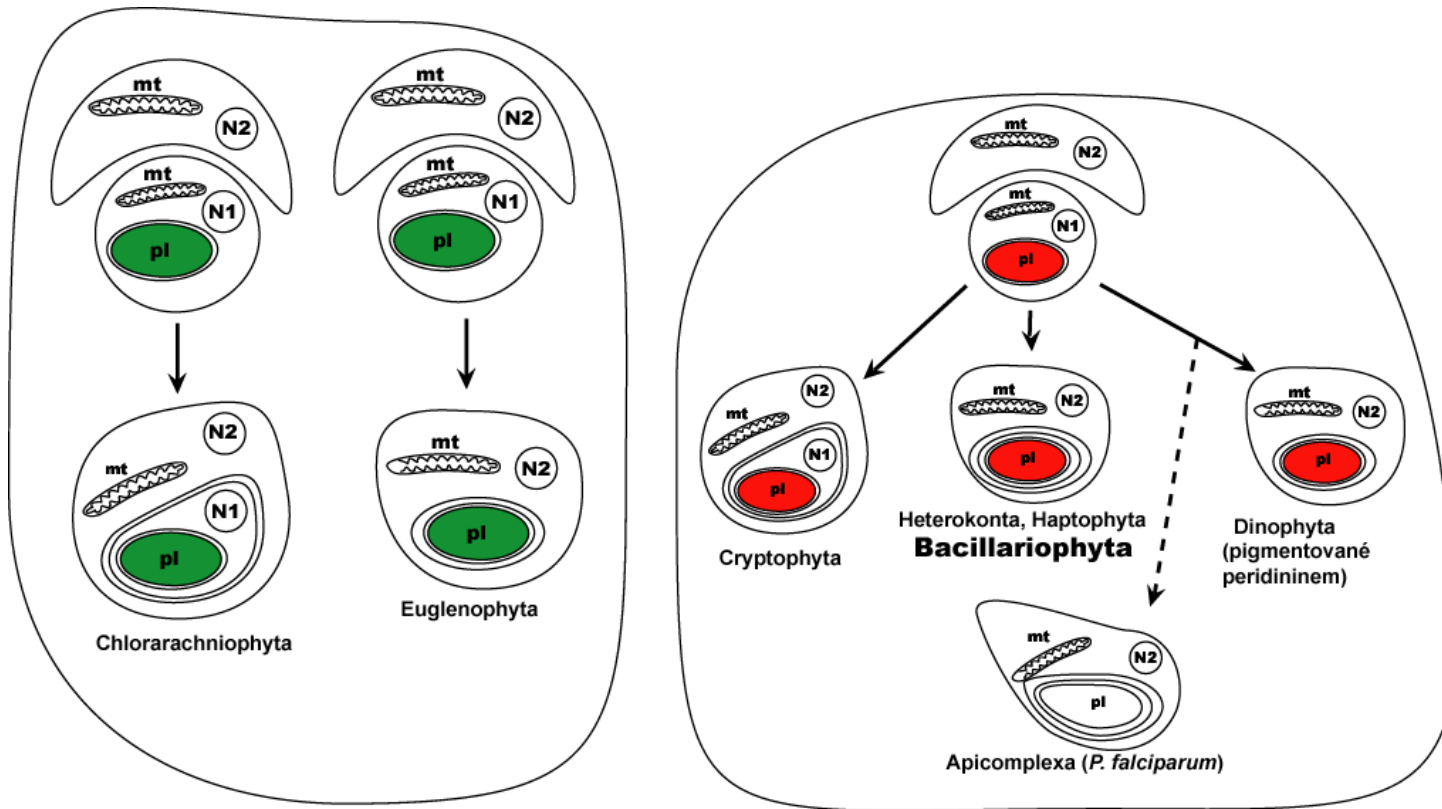 mt
N2
mt
N1
pl
mt
N2
mt
N1
pl
N2
mt
N1
pl
Chlorarachniophyta
mt
N2
pl
Euglenophyta
mt
N2
mt
N1
pl
N2
mt
N1
pl
Cryptophyta
mt
N2
pl
Heterokonta, Haptophyta
Bacillariophyta
mt
N2
pl
Dinophyta
(pigmentované
peridininem)
mt
N2
pl
Apicomplexa (P. falciparum)